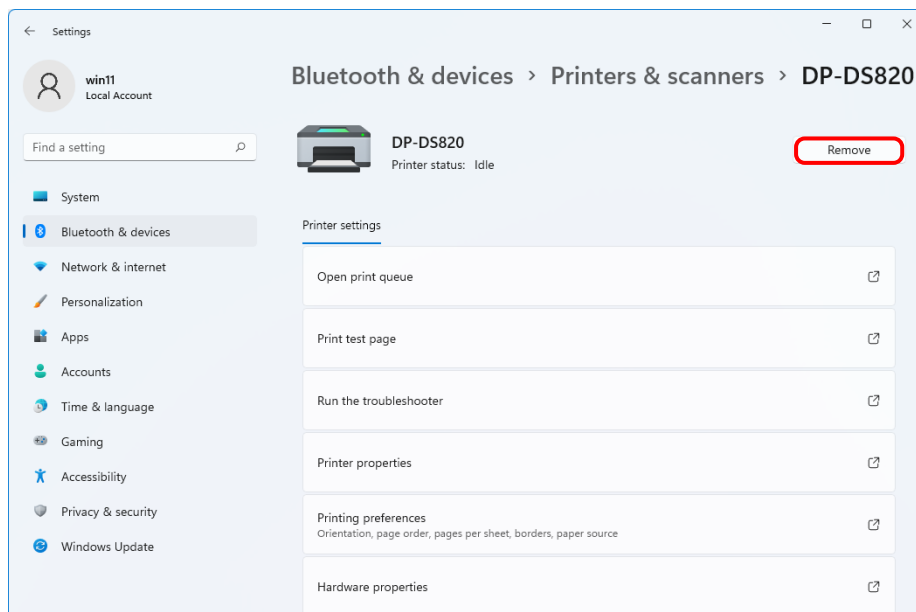 Settings
win11
Local Account
Find a setting
System
Bluetooth & devices
Network & internet
Personalization
Apps
Accounts
Time & language
Gaming
Accessibility
Privacy & security
Windows Update
Bluetooth & devices > Printers & scanners > DP-DS820
DP-DS820
Printer status: Idle
Remove
Printer settings
Open print queue
Print test page
Run the troubleshooter
Printer properties
Printing preferences
Orientation, page order, pages per sheet, borders, paper source
Hardware properties